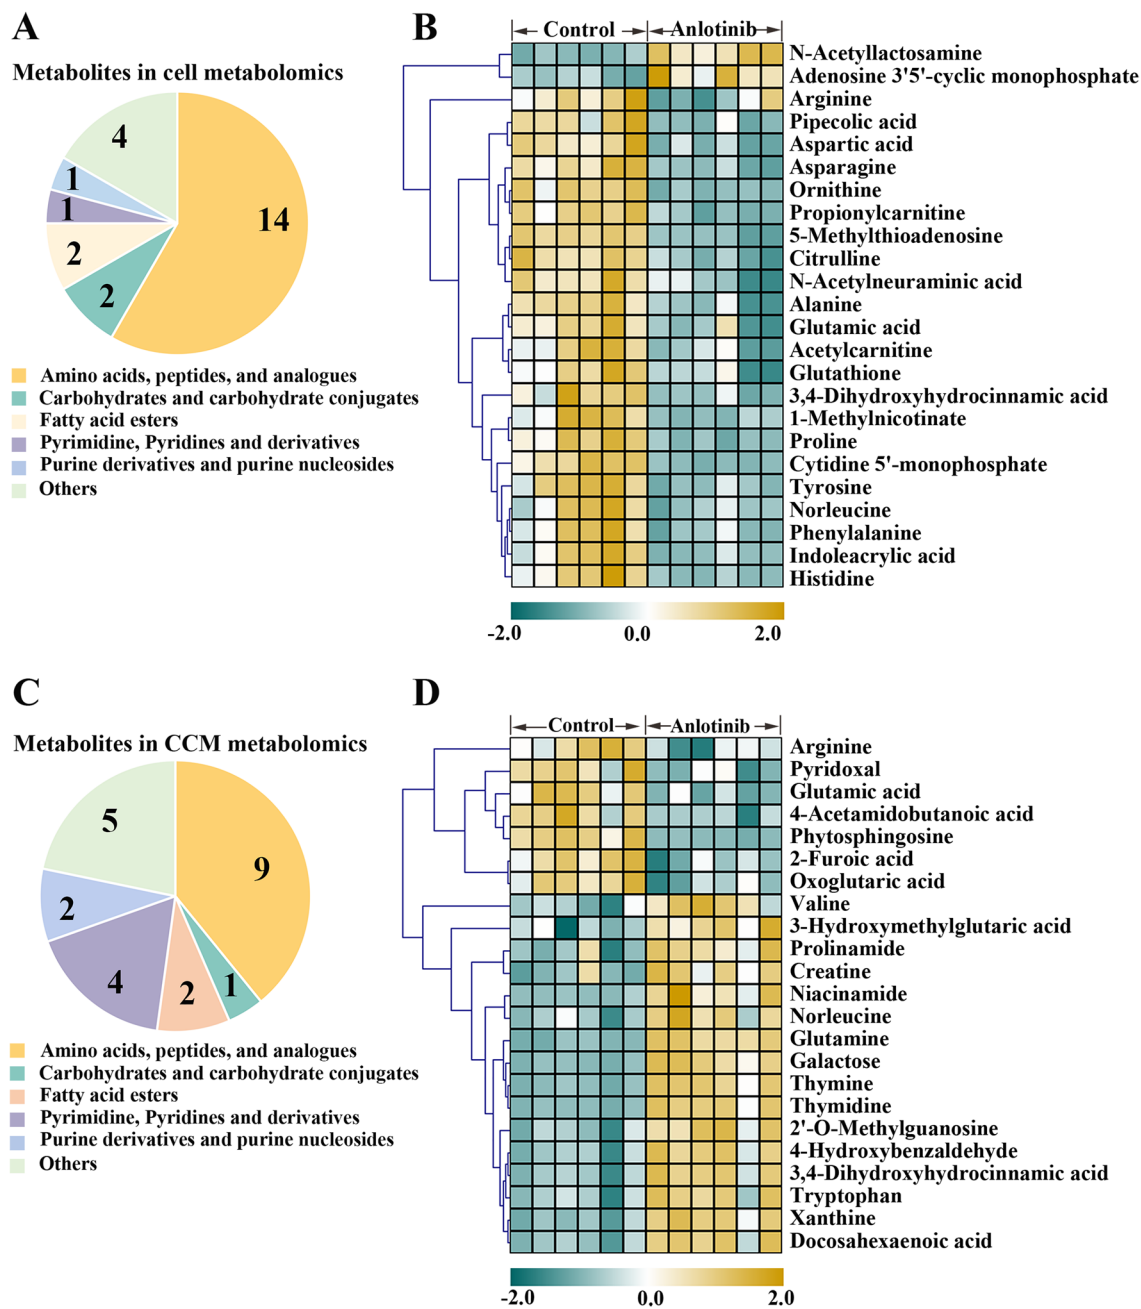 A
Metabolites in cell metabolomics
4
1
1
2
2
14
Amino acids, peptides, and analogues
Carbohydrates and carbohydrate conjugates
Fatty acid esters
Pyrimidine, Pyridines and derivatives
Purine derivatives and purine nucleosides
Others
B
Control Anlotinib
N-Acetyllactosamine
Adenosine 3'5'-cyclic monophosphate
Arginine
Pipecolic acid
Aspartic acid
Asparagine
Ornithine
Propionylcarnitine
5-Methylthioadenosine
Citrulline
N-Acetylneuraminic acid
Alanine
Glutamic acid
Acetylcarnitine
Glutathione
3,4-Dihydroxyhydrocinnamic acid
1-Methylnicotinate
Proline
Cytidine 5'-monophosphate
Tyrosine
Norleucine
Phenylalanine
Indoleacrylic acid
Histidine
-2.0 0.0 2.0
C
Metabolites in CCM metabolomics
5
2
4
2
1
9
Amino acids, peptides, and analogues
Carbohydrates and carbohydrate conjugates
Fatty acid esters
Pyrimidine, Pyridines and derivatives
Purine derivatives and purine nucleosides
Others
D
Control Anlotinib
Arginine
Pyridoxal
Glutamic acid
4-Acetamidobutanoic acid
Phytosphingosine
2-Furoic acid
Oxoglutaric acid
Valine
3-Hydroxymethylglutaric acid
Prolinamide
Creatine
Niacinamide
Norleucine
Glutamine
Galactose
Thymine
Thymidine
2'-O-Methylguanosine
4-Hydroxybenzaldehyde
3,4-Dihydroxyhydrocinnamic acid
Tryptophan
Xanthine
Docosahexaenoic acid
-2.0 0.0 2.0